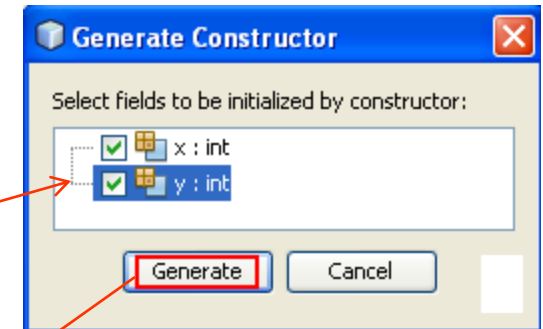 Generate Constructor
Select fields to be initialized by constructor:
x : int
y : int
Generate Cancel